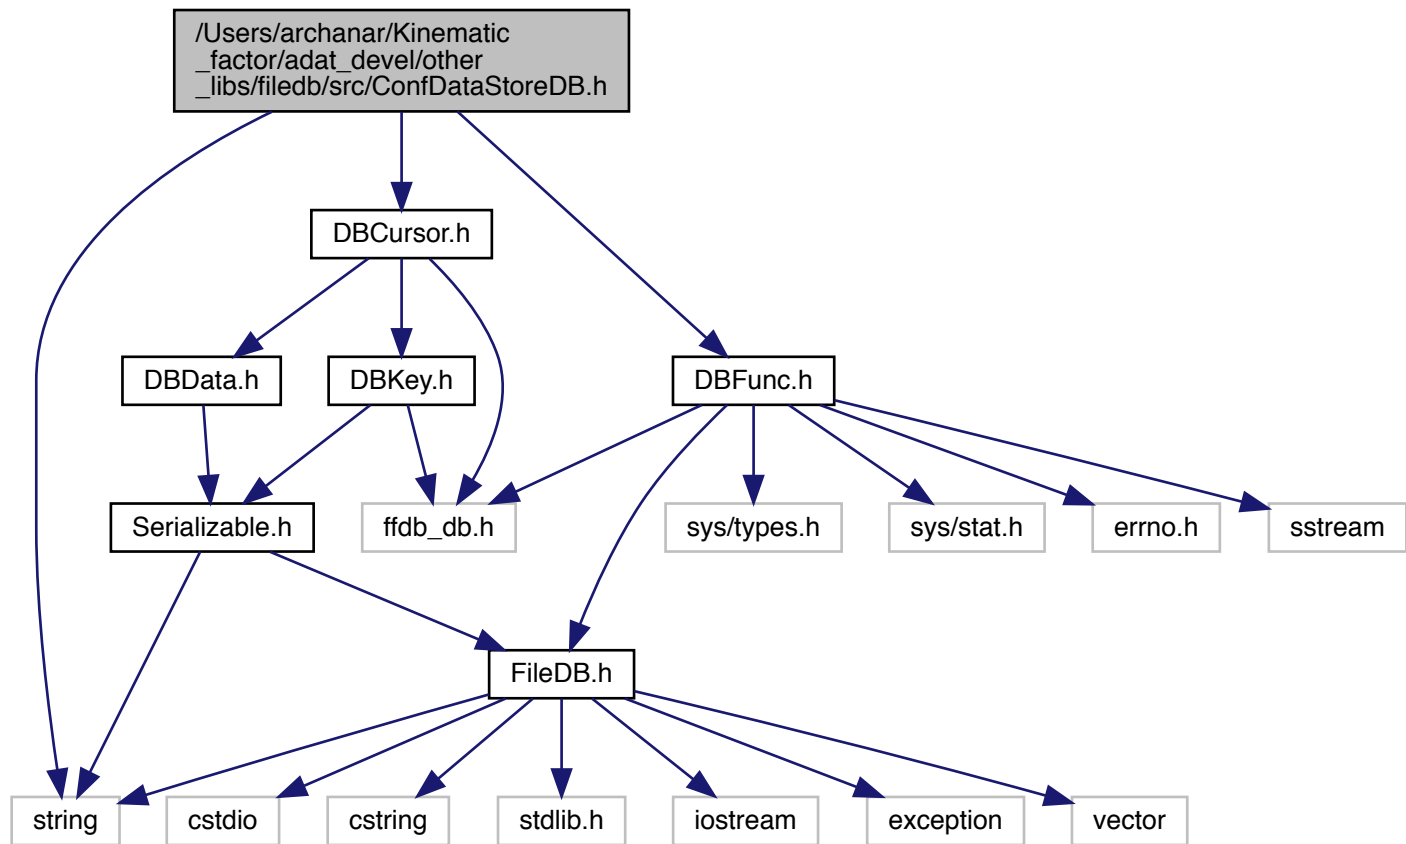 /Users/archanar/Kinematic
_factor/adat_devel/other
_libs/filedb/src/ConfDataStoreDB.h
DBCursor.h
DBData.h
DBKey.h
DBFunc.h
Serializable.h
ffdb_db.h
sys/types.h
sys/stat.h
errno.h
sstream
FileDB.h
string
cstdio
cstring
stdlib.h
iostream
exception
vector